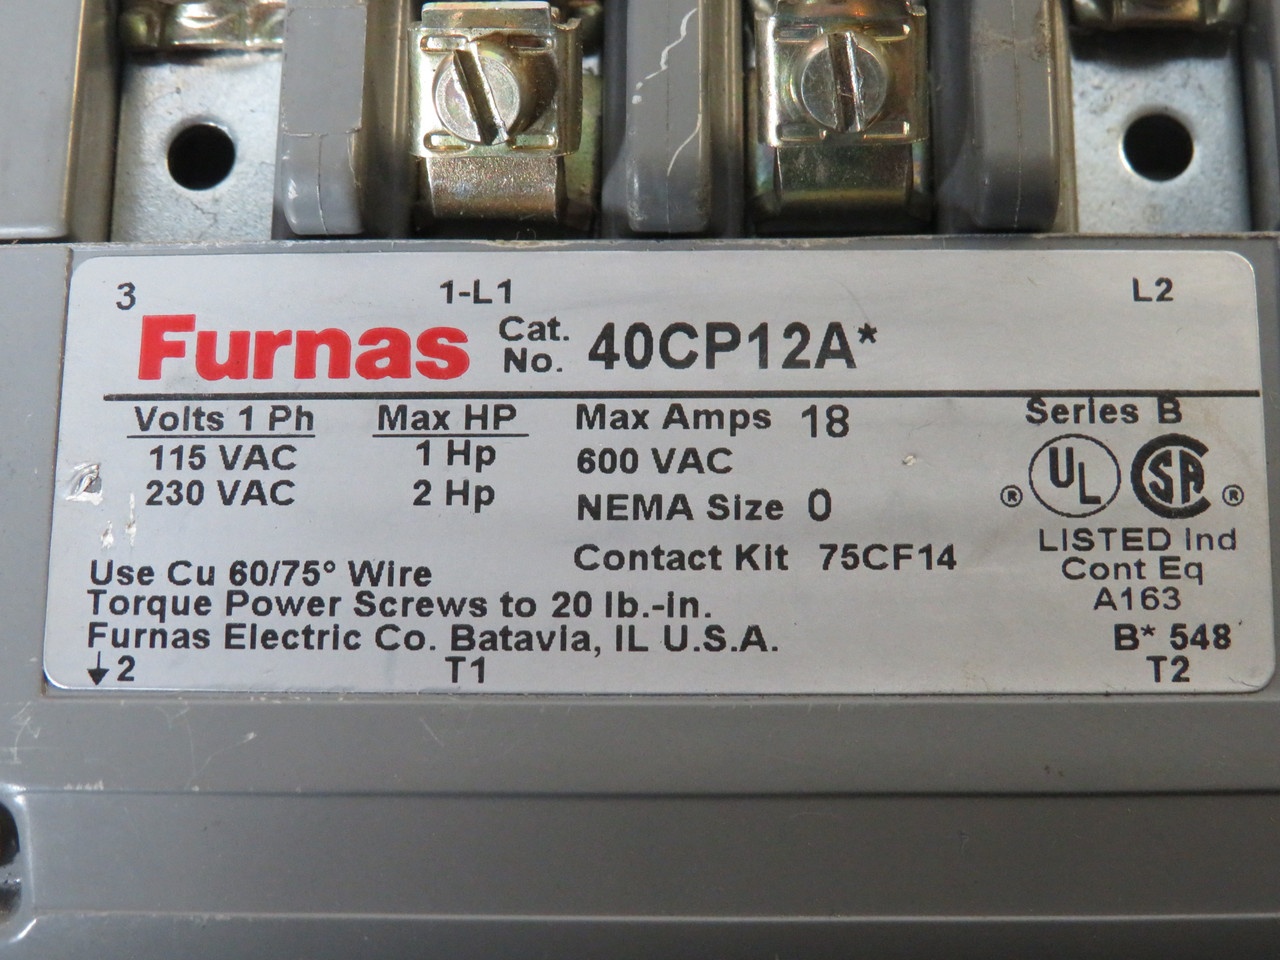 3 1-L1 L2
Furnas Cat. No. 40CP12A*
Volts 1 Ph Max HP Max Amps 18 Series B
115 VAC 1 Hp 600 VAC
230 VAC 2 Hp NEMA Size 0
® UL SA ®
Contact Kit 75CF14 LISTED Ind
Use Cu 60/75° Wire Cont Eq
Torque Power Screws to 20 lb.-in. A163
Furnas Electric Co. Batavia, IL U.S.A. B* 548
↓2 T1 T2